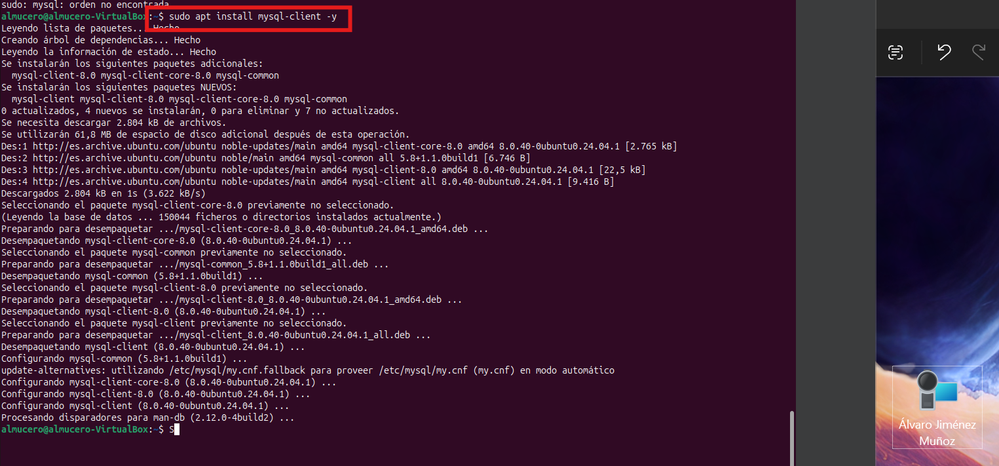 sudo: mysql: orden no encontrada
almucero@almucero-VirtualBox:~$ sudo apt install mysql-client -y
Leyendo lista de paquetes... Hecho
Creando árbol de dependencias... Hecho
Leyendo la información de estado... Hecho
Se instalarán los siguientes paquetes adicionales:
  mysql-client-8.0 mysql-client-core-8.0 mysql-common
Se instalarán los siguientes paquetes NUEVOS:
  mysql-client mysql-client-8.0 mysql-client-core-8.0 mysql-common
0 actualizados, 4 nuevos se instalarán, 0 para eliminar y 7 no actualizados.
Se necesita descargar 2.804 kB de archivos.
Se utilizarán 61,8 MB de espacio de disco adicional después de esta operación.
Des:1 http://es.archive.ubuntu.com/ubuntu noble-updates/main amd64 mysql-client-core-8.0 amd64 8.0.40-0ubuntu0.24.04.1 [2.765 kB]
Des:2 http://es.archive.ubuntu.com/ubuntu noble/main amd64 mysql-common all 5.8+1.1.0build1 [6.746 B]
Des:3 http://es.archive.ubuntu.com/ubuntu noble-updates/main amd64 mysql-client-8.0 amd64 8.0.40-0ubuntu0.24.04.1 [22,5 kB]
Des:4 http://es.archive.ubuntu.com/ubuntu noble-updates/main amd64 mysql-client all 8.0.40-0ubuntu0.24.04.1 [9.416 B]
Descargados 2.804 kB en 1s (3.622 kB/s)
Seleccionando el paquete mysql-client-core-8.0 previamente no seleccionado.
(Leyendo la base de datos ... 150044 ficheros o directorios instalados actualmente.)
Preparando para desempaquetar .../mysql-client-core-8.0_8.0.40-0ubuntu0.24.04.1_amd64.deb ...
Desempaquetando mysql-client-core-8.0 (8.0.40-0ubuntu0.24.04.1) ...
Seleccionando el paquete mysql-common previamente no seleccionado.
Preparando para desempaquetar .../mysql-common_5.8+1.1.0build1_all.deb ...
Desempaquetando mysql-common (5.8+1.1.0build1) ...
Seleccionando el paquete mysql-client-8.0 previamente no seleccionado.
Preparando para desempaquetar .../mysql-client-8.0_8.0.40-0ubuntu0.24.04.1_amd64.deb ...
Desempaquetando mysql-client-8.0 (8.0.40-0ubuntu0.24.04.1) ...
Seleccionando el paquete mysql-client previamente no seleccionado.
Preparando para desempaquetar .../mysql-client_8.0.40-0ubuntu0.24.04.1_all.deb ...
Desempaquetando mysql-client (8.0.40-0ubuntu0.24.04.1) ...
Configurando mysql-common (5.8+1.1.0build1) ...
update-alternatives: utilizando /etc/mysql/my.cnf.fallback para proveer /etc/mysql/my.cnf (my.cnf) en modo automático
Configurando mysql-client-core-8.0 (8.0.40-0ubuntu0.24.04.1) ...
Configurando mysql-client-8.0 (8.0.40-0ubuntu0.24.04.1) ...
Configurando mysql-client (8.0.40-0ubuntu0.24.04.1) ...
Procesando disparadores para man-db (2.12.0-4build2) ...
almucero@almucero-VirtualBox:~$ S
Álvaro Jiménez
Muñoz